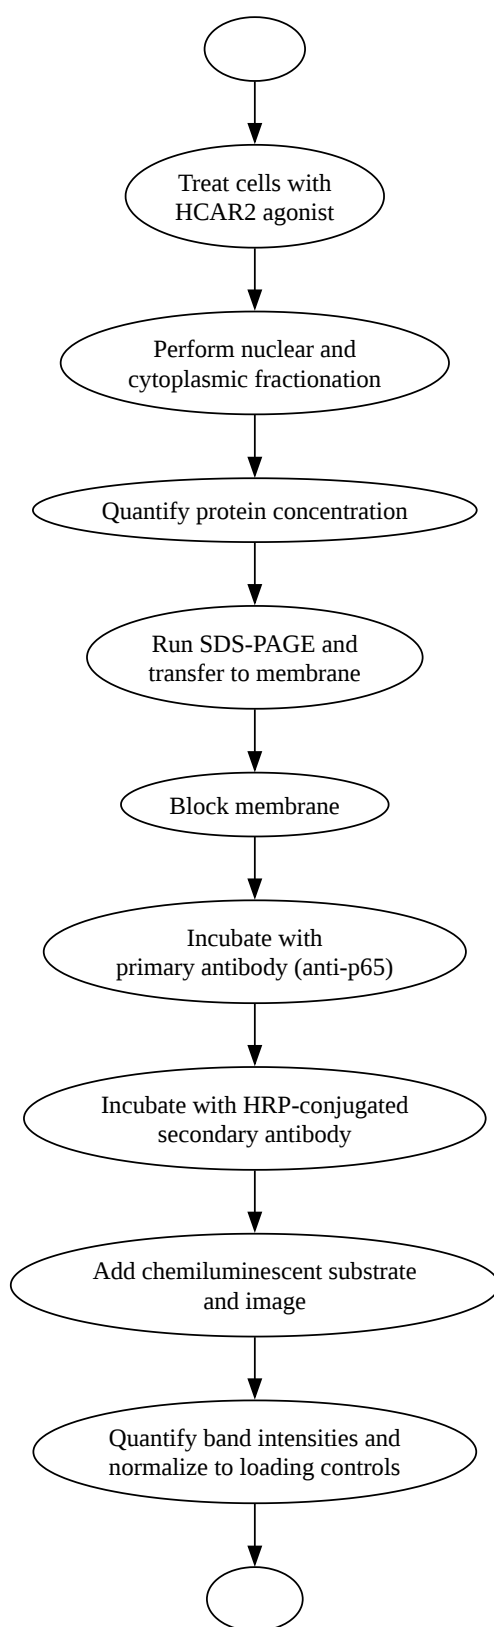 Treat cells with
HCAR2 agonist
Perform nuclear and
cytoplasmic fractionation
Quantify protein concentration
Run SDS-PAGE and
transfer to membrane
Block membrane
Incubate with
primary antibody (anti-p65)
Incubate with HRP-conjugated
secondary antibody
Add chemiluminescent substrate
and image
Quantify band intensities and
normalize to loading controls